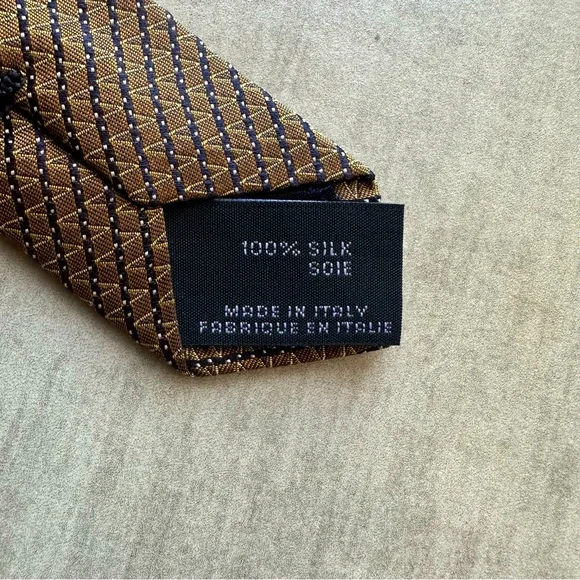 100% SILK
SOIE
MADE IN ITALY
FABRIQUE EN ITALIE